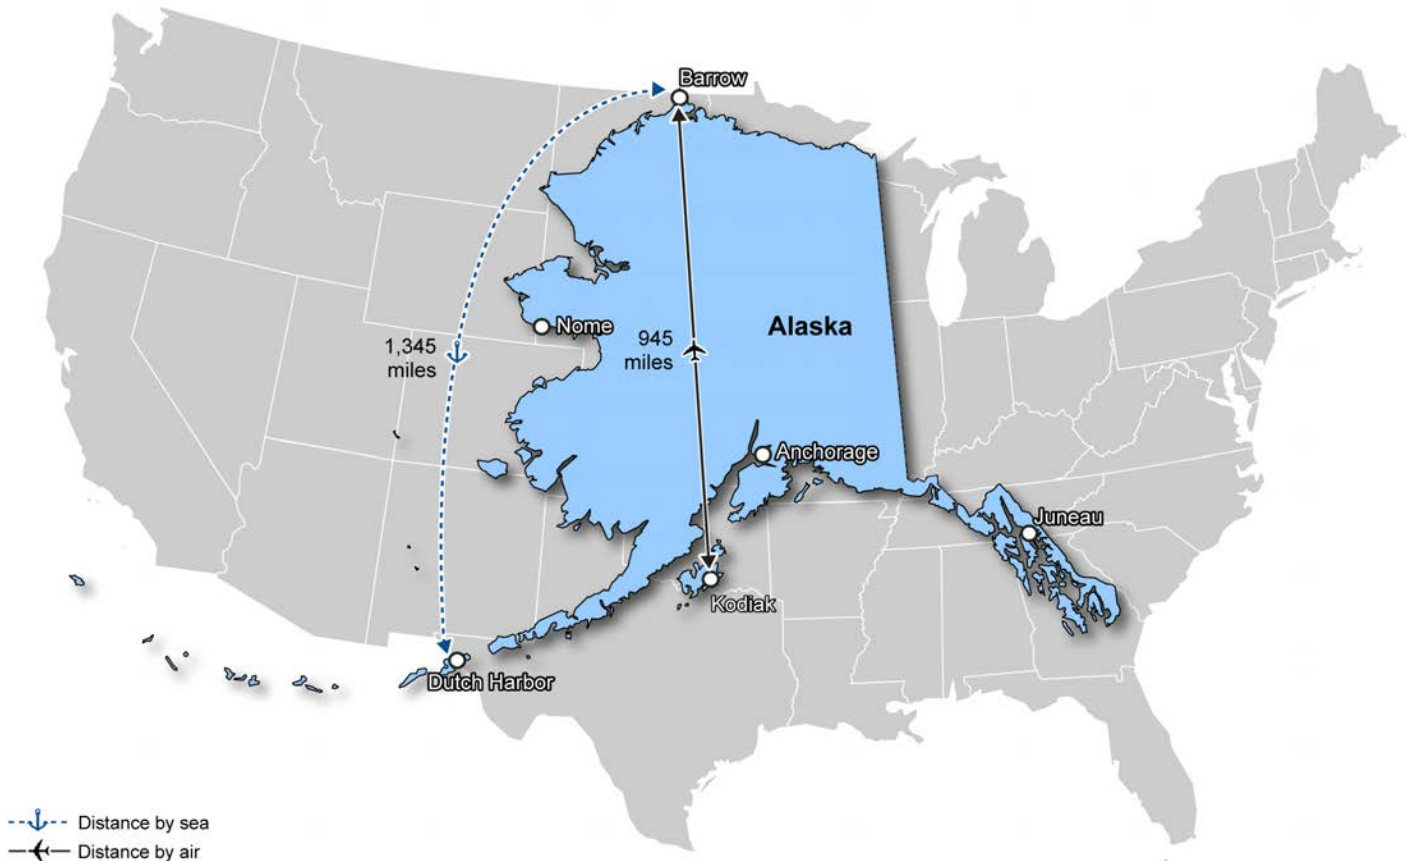 Barrow
Nome
Alaska
1,345
miles
945
miles
Anchorage
Juneau
Kodiak
Dutch Harbor
Distance by sea
Distance by air